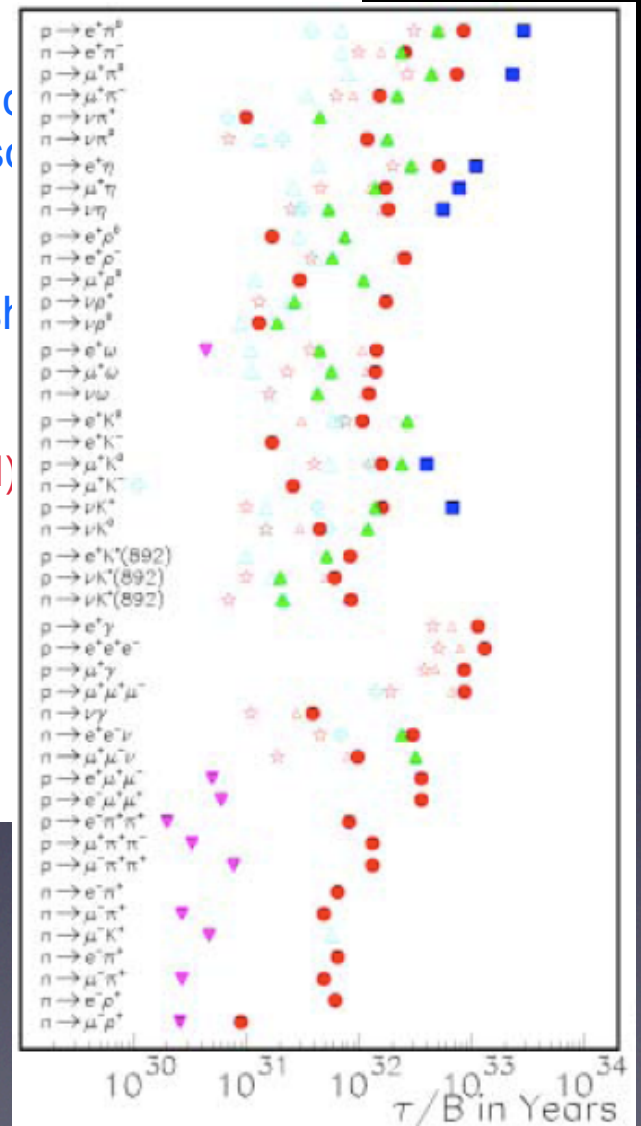 p → e⁺π⁰
n → e⁺π⁻
p → μ⁺π⁰
n → μ⁺π⁻
p → νπ⁺
n → νπ⁰
p → e⁺η
p → μ⁺η
n → νη
p → e⁺ρ⁰
n → e⁺ρ⁻
p → μ⁺ρ⁰
p → νρ⁺
n → νρ⁰
p → e⁺ω
p → μ⁺ω
n → νω
p → e⁺K⁰
n → e⁺K⁻
p → μ⁺K⁰
n → μ⁺K⁻
p → νK⁺
n → νK⁰
p → e⁺K*(892)
p → νK*(892)
n → νK*(892)
p → e⁺γ
p → e⁺e⁺e⁻
p → μ⁺γ
p → μ⁺μ⁺μ⁻
n → νγ
n → e⁺e⁻ν
n → μ⁺μ⁻ν
p → e⁺μ⁺μ⁻
p → e⁻μ⁺μ⁺
p → e⁻π⁺π⁺
p → μ⁺π⁺π⁻
p → μ⁻π⁺π⁺
n → e⁻π⁺
n → μ⁻π⁺
n → μ⁻K⁺
n → e⁻π⁺
n → μ⁻π⁺
n → e⁻ρ⁺
n → μ⁻ρ⁺
10³⁰ 10³¹ 10³² 10³³ 10³⁴
τ/B in Years